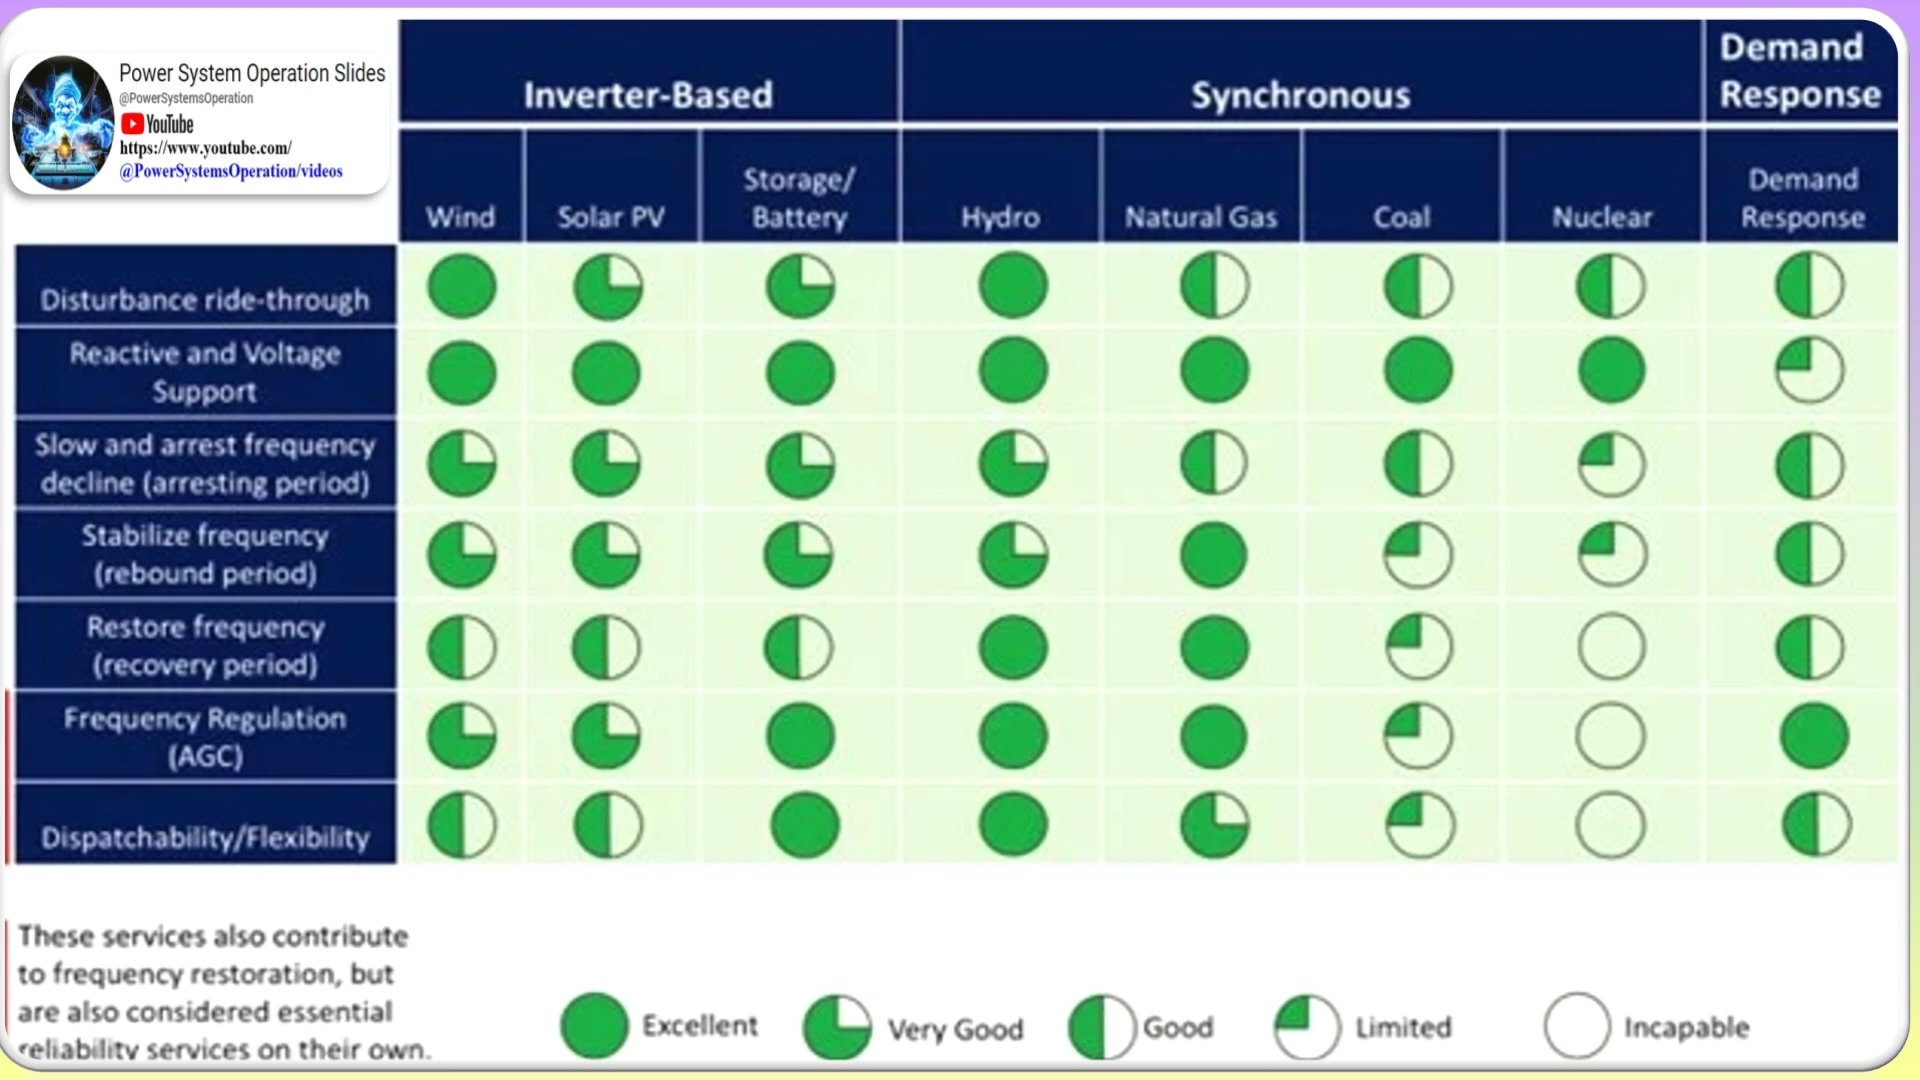 Power System Operation Slides
@PowerSystemsOperation
YouTube
https://www.youtube.com/
@PowerSystemsOperation/videos
Inverter-Based
Synchronous
Demand
Response
Wind
Solar PV
Storage/
Battery
Hydro
Natural Gas
Coal
Nuclear
Demand
Response
Disturbance ride-through
Reactive and Voltage
Support
Slow and arrest frequency
decline (arresting period)
Stabilize frequency
(rebound period)
Restore frequency
(recovery period)
Frequency Regulation
(AGC)
Dispatchability/Flexibility
These services also contribute
to frequency restoration, but
are also considered essential
reliability services on their own.
Excellent
Very Good
Good
Limited
Incapable